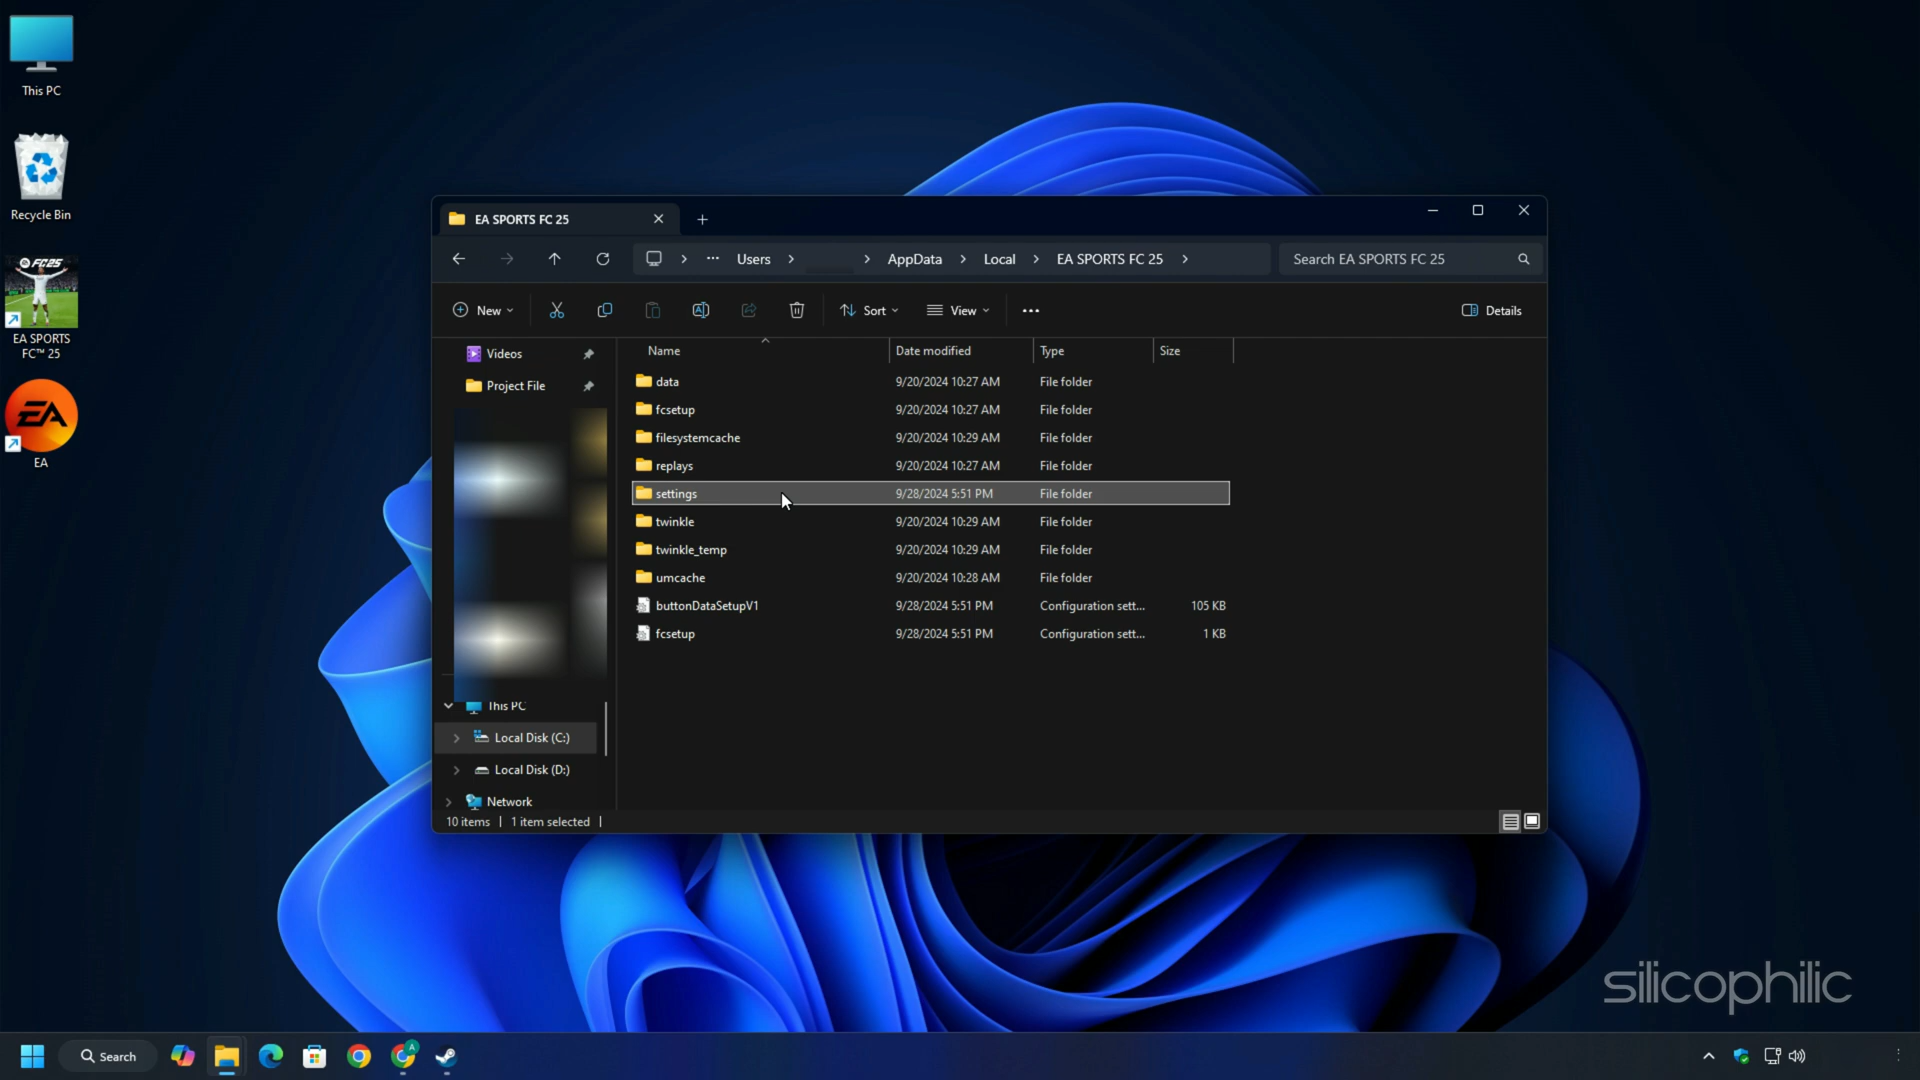 This PC
Recycle Bin
FC25
EA SPORTS
FC™ 25
EA
EA
EA SPORTS FC 25
Users
AppData
Local
EA SPORTS FC 25
Search EA SPORTS FC 25
New
Sort
View
Details
Videos
Project File
This PC
Local Disk (C:)
Local Disk (D:)
Network
Name Date modified Type Size
data 9/20/2024 10:27 AM File folder
fcsetup 9/20/2024 10:27 AM File folder
filesystemcache 9/20/2024 10:29 AM File folder
replays 9/20/2024 10:27 AM File folder
settings 9/28/2024 5:51 PM File folder
twinkle 9/20/2024 10:29 AM File folder
twinkle_temp 9/20/2024 10:29 AM File folder
umcache 9/20/2024 10:28 AM File folder
buttonDataSetupV1 9/28/2024 5:51 PM Configuration sett... 105 KB
fcsetup 9/28/2024 5:51 PM Configuration sett... 1 KB
10 items | 1 item selected |
silicophilic
Search
A